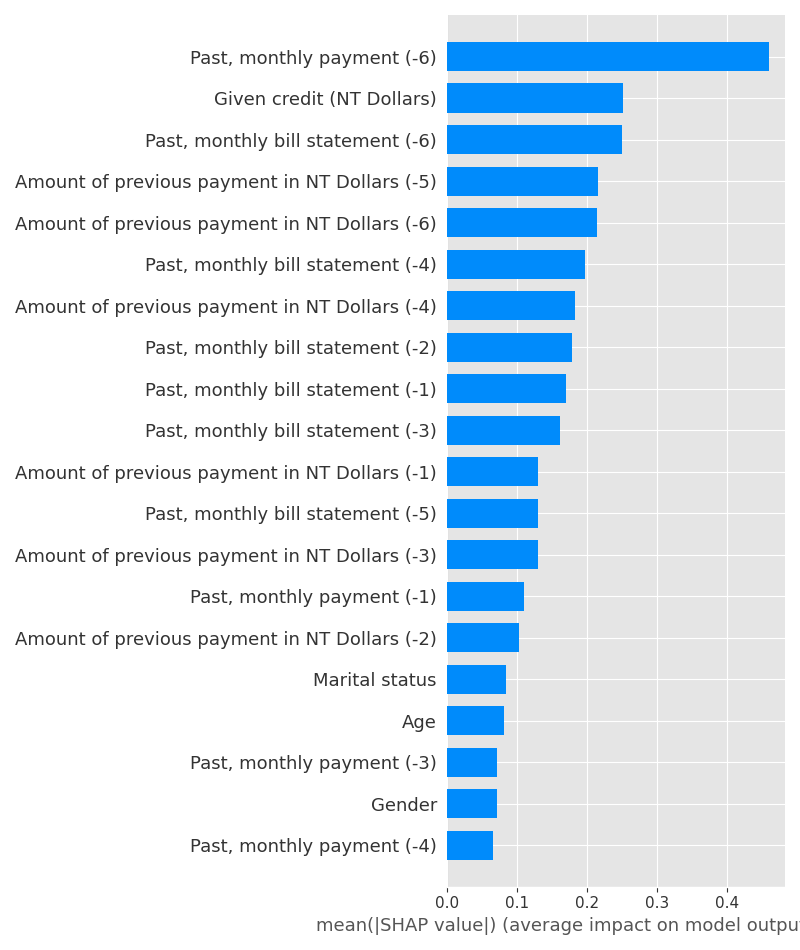 Past, monthly payment (-6)
Given credit (NT Dollars)
Past, monthly bill statement (-6)
Amount of previous payment in NT Dollars (-5)
Amount of previous payment in NT Dollars (-6)
Past, monthly bill statement (-4)
Amount of previous payment in NT Dollars (-4)
Past, monthly bill statement (-2)
Past, monthly bill statement (-1)
Past, monthly bill statement (-3)
Amount of previous payment in NT Dollars (-1)
Past, monthly bill statement (-5)
Amount of previous payment in NT Dollars (-3)
Past, monthly payment (-1)
Amount of previous payment in NT Dollars (-2)
Marital status
Age
Past, monthly payment (-3)
Gender
Past, monthly payment (-4)
0.0 0.1 0.2 0.3 0.4
mean(|SHAP value|) (average impact on model output